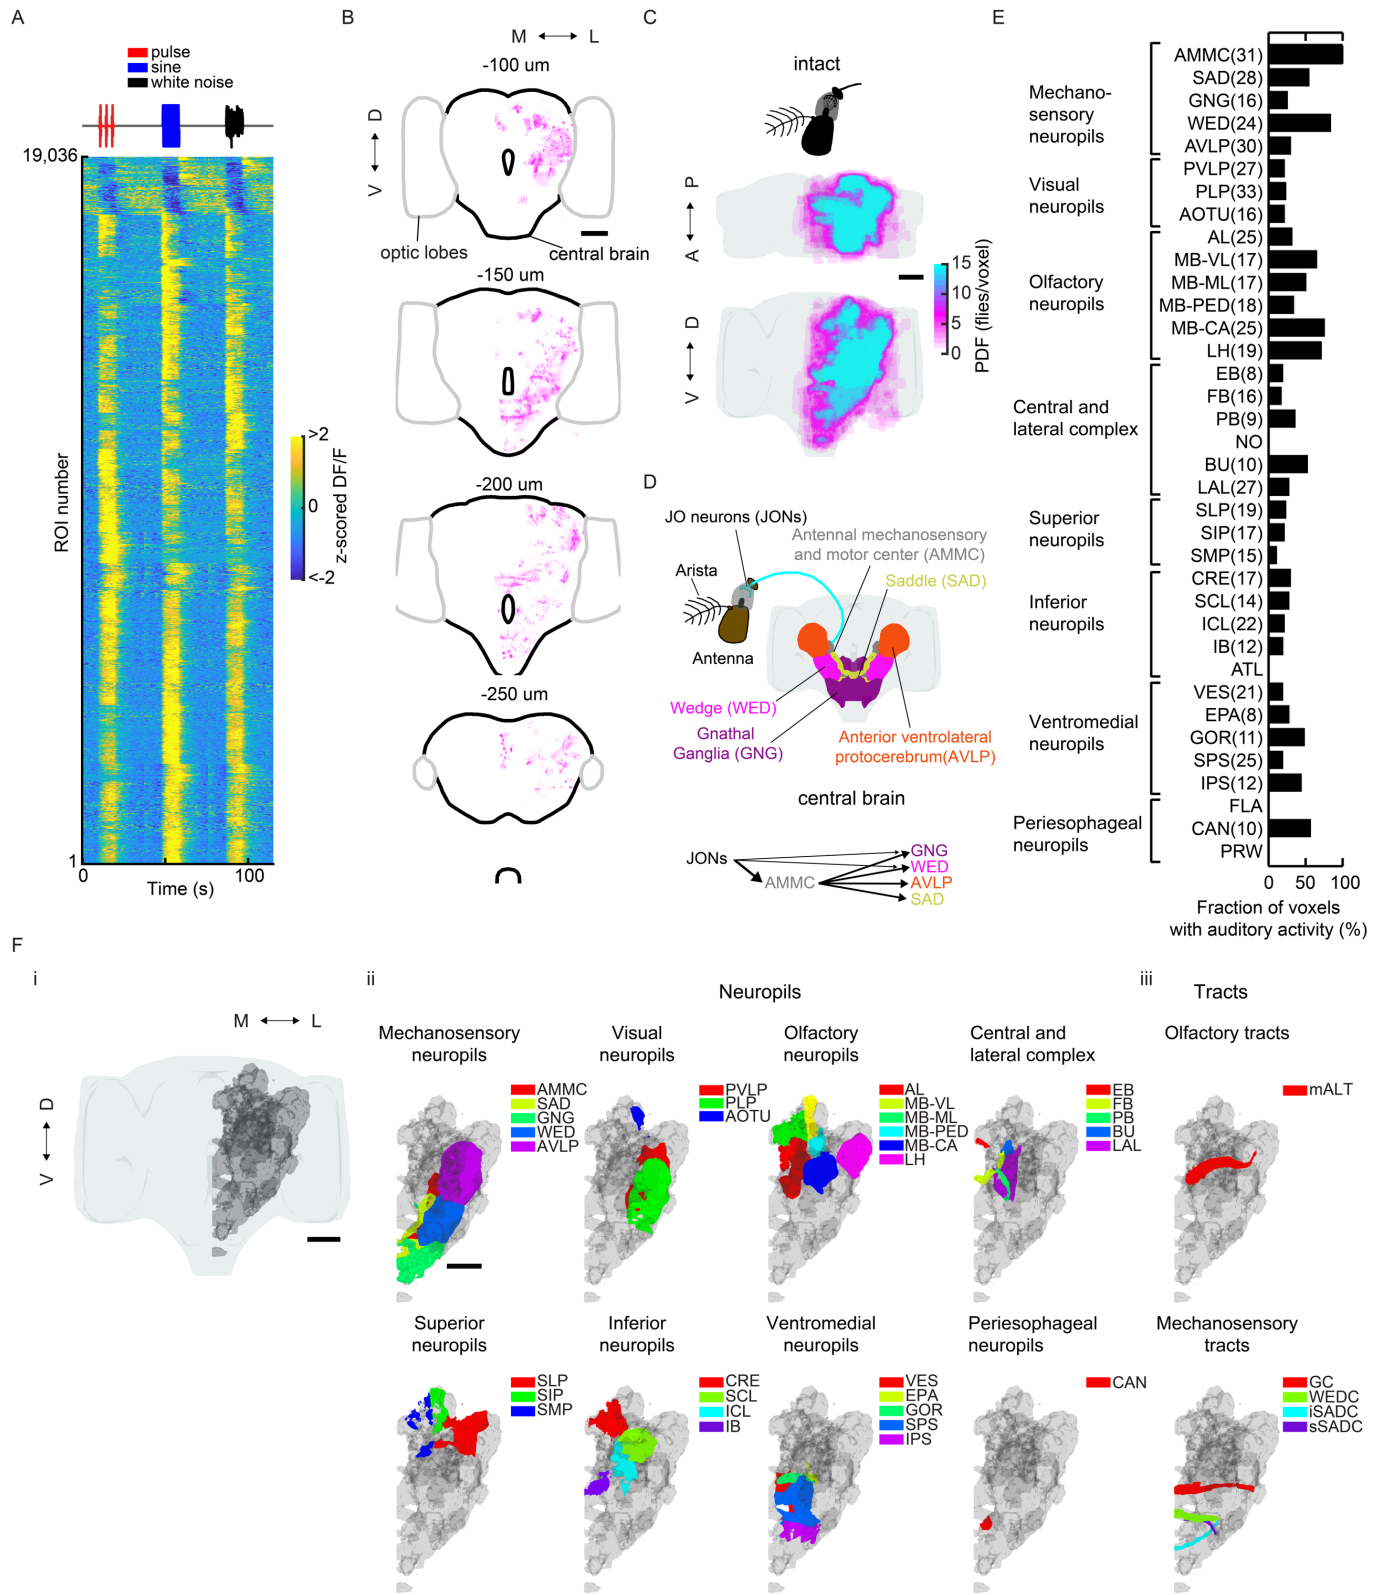 A
pulse
sine
white noise
19,036
ROI number
1
0
100
Time (s)
>2
0
<-2
z-scored DF/F
B
M
L
-100 um
D
V
optic lobes
central brain
-150 um
-200 um
-250 um
C
intact
P
A
D
V
15
10
5
0
PDF (flies/voxel)
D
JO neurons (JONs)
Antennal mechanosensory
and motor center (AMMC)
Arista
Saddle (SAD)
Antenna
Wedge (WED)
Gnathal
Ganglia (GNG)
Anterior ventrolateral
protocerebrum(AVLP)
central brain
JONs
AMMC
GNG
WED
AVLP
SAD
E
Mechano-
sensory
neuropils
AMMC(31)
SAD(28)
GNG(16)
WED(24)
AVLP(30)
Visual
neuropils
PVLP(27)
PLP(33)
AOTU(16)
Olfactory
neuropils
AL(25)
MB-VL(17)
MB-ML(17)
MB-PED(18)
MB-CA(25)
LH(19)
Central and
lateral complex
EB(8)
FB(16)
PB(9)
NO
BU(10)
LAL(27)
Superior
neuropils
SLP(19)
SIP(17)
SMP(15)
Inferior
neuropils
CRE(17)
SCL(14)
ICL(22)
IB(12)
ATL
Ventromedial
neuropils
VES(21)
EPA(8)
GOR(11)
SPS(25)
IPS(12)
Periesophageal
neuropils
FLA
CAN(10)
PRW
0
50
100
Fraction of voxels
with auditory activity (%)
F
i
M
L
D
V
ii
Neuropils
Mechanosensory
neuropils
AMMC
SAD
GNG
WED
AVLP
Visual
neuropils
PVLP
PLP
AOTU
Olfactory
neuropils
AL
MB-VL
MB-ML
MB-PED
MB-CA
LH
Central and
lateral complex
EB
FB
PB
BU
LAL
iii
Tracts
Olfactory tracts
mALT
Superior
neuropils
SLP
SIP
SMP
Inferior
neuropils
CRE
SCL
ICL
IB
Ventromedial
neuropils
VES
EPA
GOR
SPS
IPS
Periesophageal
neuropils
CAN
Mechanosensory
tracts
GC
WEDC
iSADC
sSADC